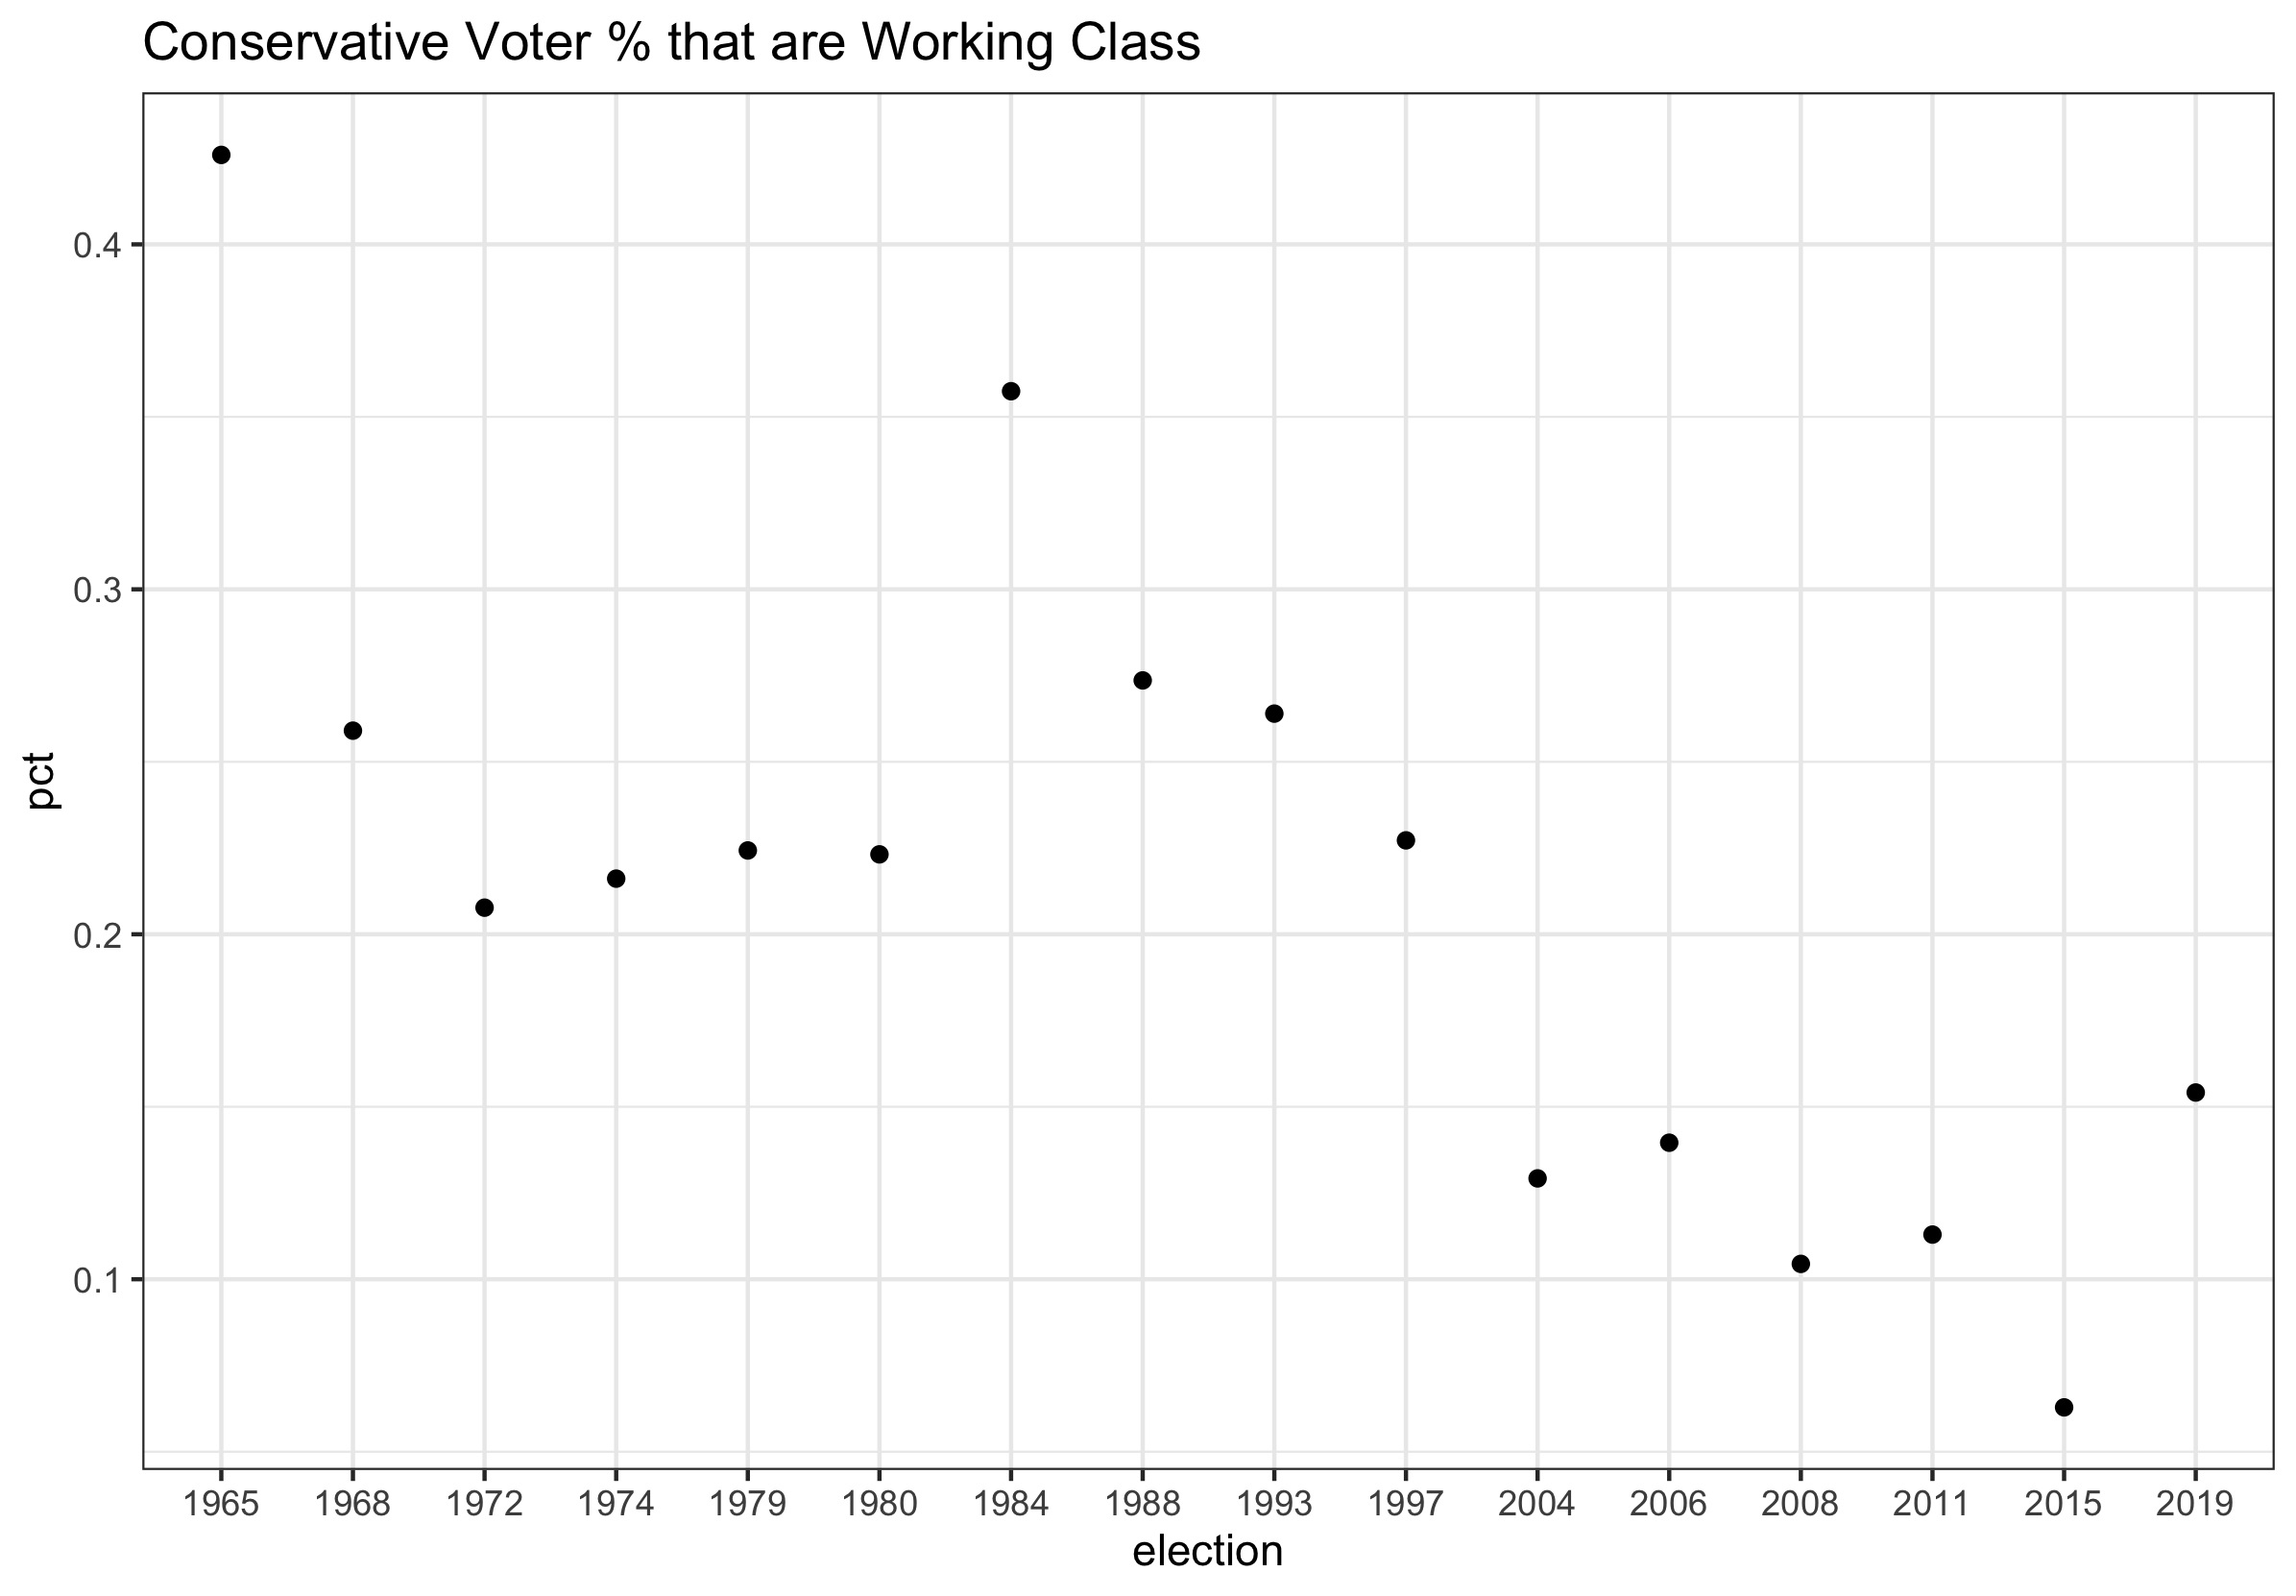 Conservative Voter % that are Working Class
0.4
0.3
0.2
0.1
pct
1965 1968 1972 1974 1979 1980 1984 1988 1993 1997 2004 2006 2008 2011 2015 2019
election